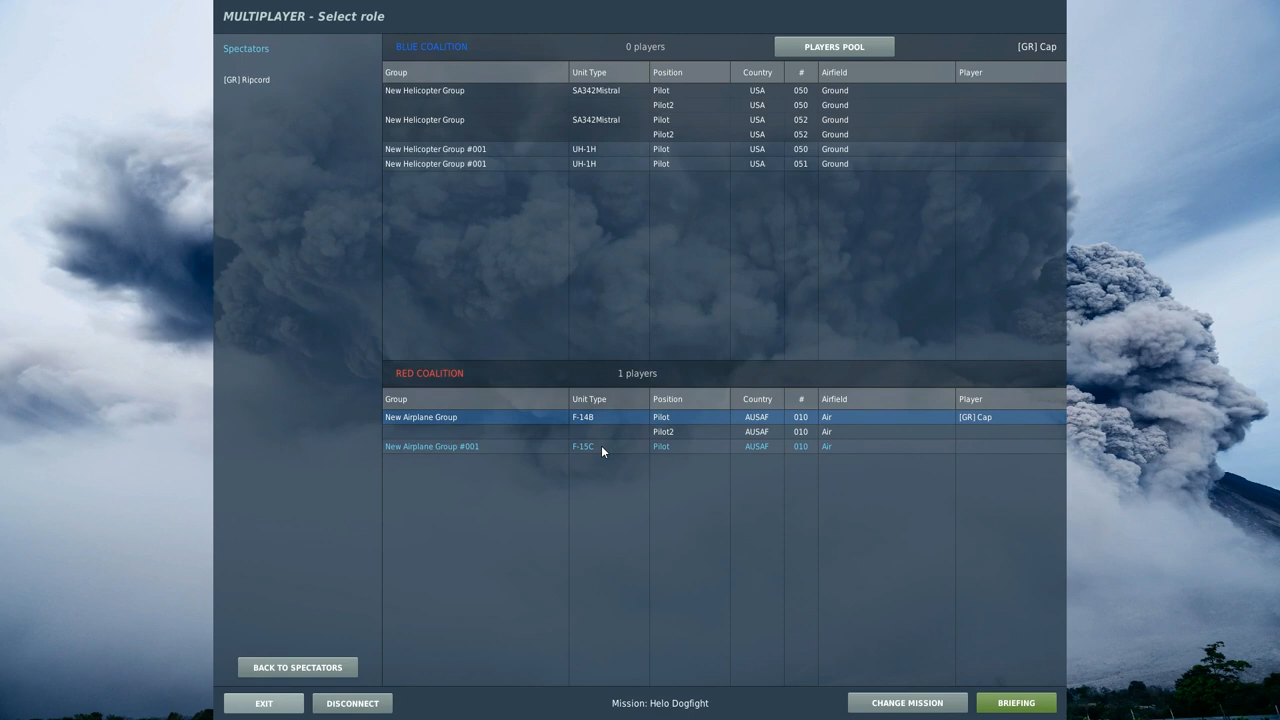 MULTIPLAYER - Select role
Spectators
[GR] Ripcord
BLUE COALITION 0 players PLAYERS POOL [GR] Cap
Group Unit Type Position Country # Airfield Player
New Helicopter Group SA342Mistral Pilot USA 050 Ground
Pilot2 USA 050 Ground
New Helicopter Group SA342Mistral Pilot USA 052 Ground
Pilot2 USA 052 Ground
New Helicopter Group #001 UH-1H Pilot USA 050 Ground
New Helicopter Group #001 UH-1H Pilot USA 051 Ground
RED COALITION 1 players
Group Unit Type Position Country # Airfield Player
New Airplane Group F-14B Pilot AUSAF 010 Air [GR] Cap
Pilot2 AUSAF 010 Air
New Airplane Group #001 F-15C Pilot AUSAF 010 Air
BACK TO SPECTATORS
EXIT DISCONNECT Mission: Helo Dogfight CHANGE MISSION BRIEFING